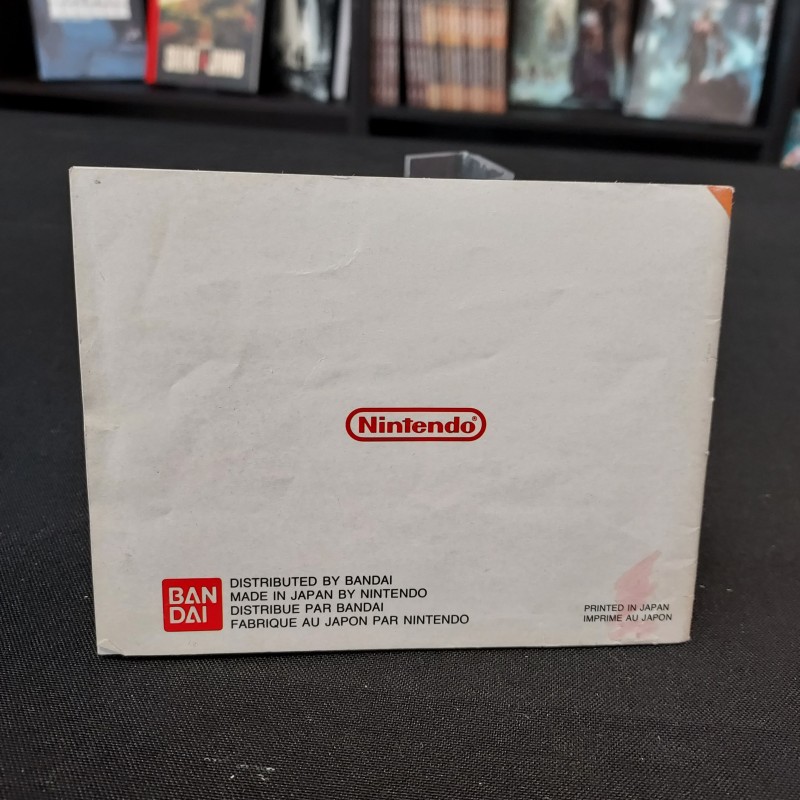 Nintendo®
BAN
DAI
DISTRIBUTED BY BANDAI
MADE IN JAPAN BY NINTENDO
DISTRIBUE PAR BANDAI
FABRIQUE AU JAPON PAR NINTENDO
PRINTED IN JAPAN
IMPRIME AU JAPON